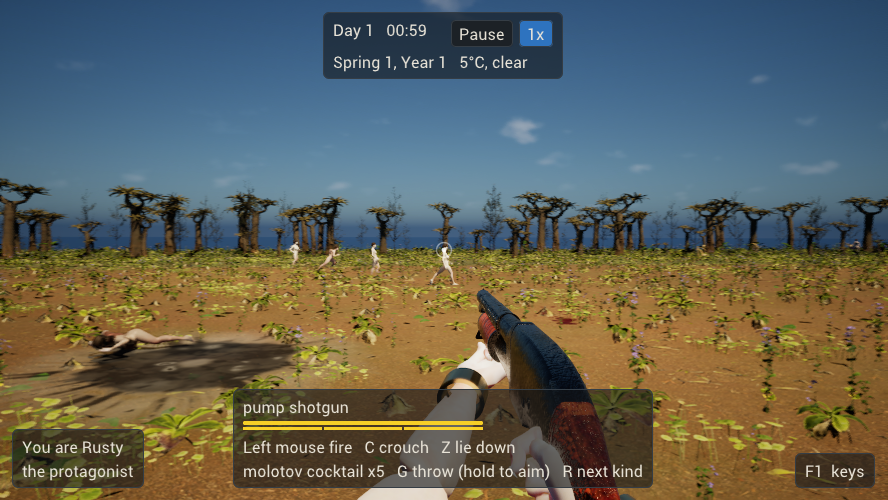 Day 1 00:59 Pause 1x
Spring 1, Year 1 5°C, clear
pump shotgun
Left mouse fire C crouch Z lie down
molotov cocktail x5 G throw (hold to aim) R next kind
You are Rusty
the protagonist
F1 keys